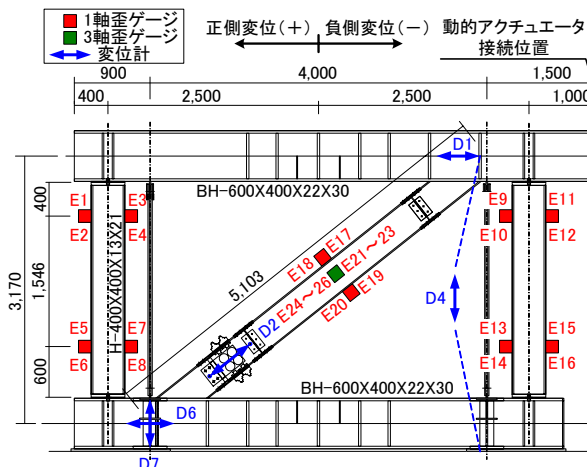 1軸歪ゲージ
3軸歪ゲージ
変位計
正側変位(+)
負側変位(−)
動的アクチュエータ
接続位置
900
4,000
1,500
400
2,500
2,500
1,000
D1
BH-600X400X22X30
400
E1
E3
E2
E4
E9
E11
E10
E12
H-400X400X13X21
3,170
1,546
E18
E17
E21～23
5,103
E24～26
E19
E20
D4
D2
E5
E7
E6
E8
E13
E15
E14
E16
600
BH-600X400X22X30
D6
D7